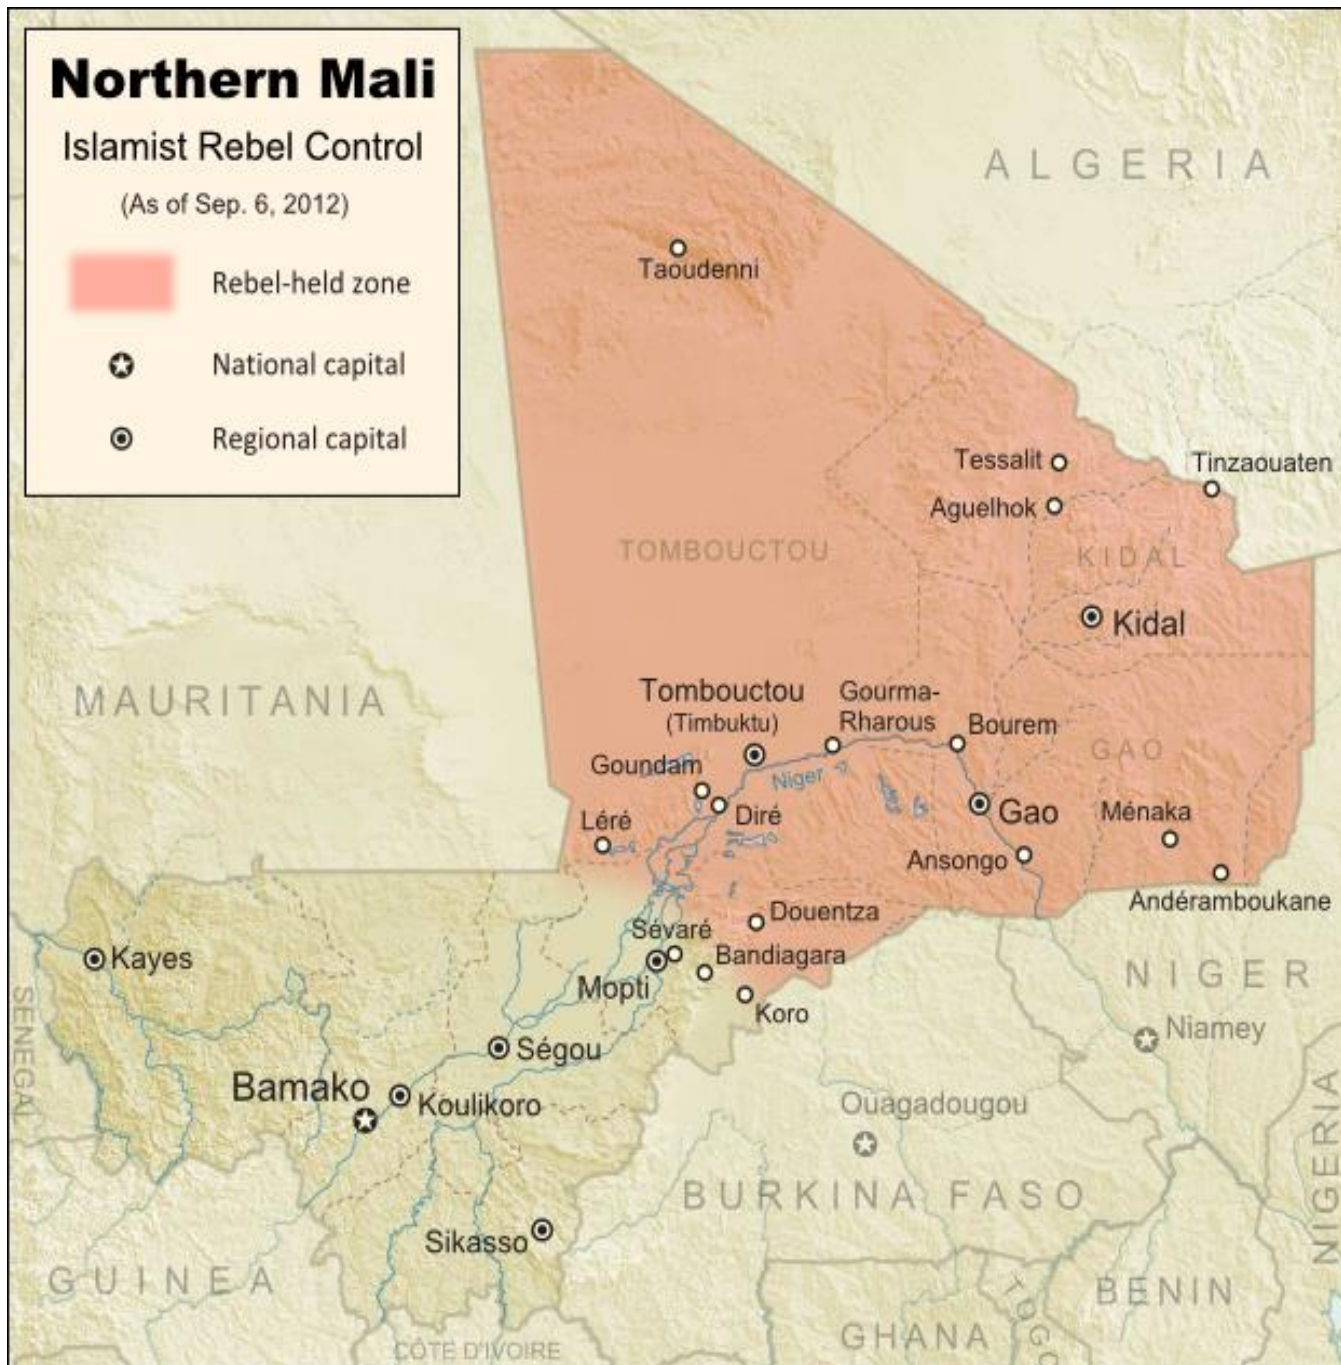 Northern Mali
Islamist Rebel Control
(As of Sep. 6, 2012)
Rebel-held zone
National capital
Regional capital
ALGERIA
Taoudenni
Tessalit
Tinzaouaten
Aguelhok
TOMBOUCTOU
KIDAL
Kidal
MAURITANIA
Tombouctou
(Timbuktu)
Gourma-
Rharous
Bourem
GAO
Goundam
Niger
Léré
Diré
Gao
Ménaka
Ansongo
Andéramboukane
Douentza
Sévaré
Bandiagara
Mopti
Koro
Kayes
NIGER
Niamey
SENEGAL
Ségou
Bamako
Koulikoro
Ouagadougou
BURKINA FASO
NIGERIA
Sikasso
GUINEA
BENIN
TOGO
GHANA
CÔTE D'IVOIRE